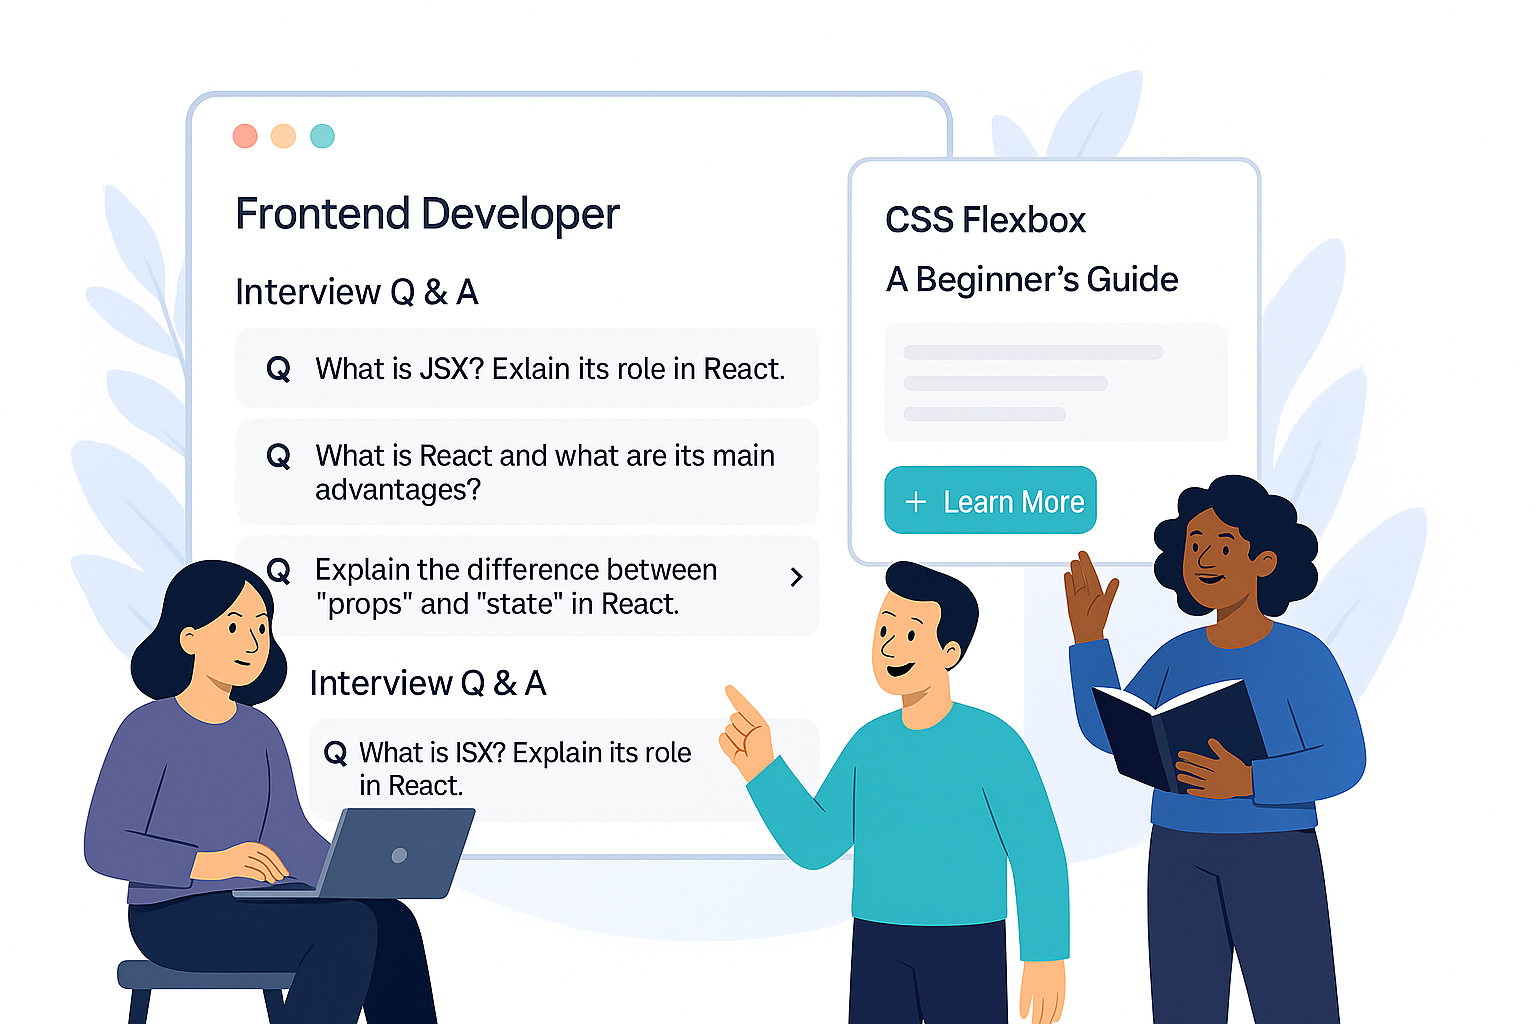 Frontend Developer
Interview Q & A
Q What is JSX? Exlain its role in React.
Q What is React and what are its main
advantages?
Q Explain the difference between
"props" and "state" in React.
Interview Q & A
Q What is ISX? Explain its role
in React.
CSS Flexbox
A Beginner's Guide
+ Learn More